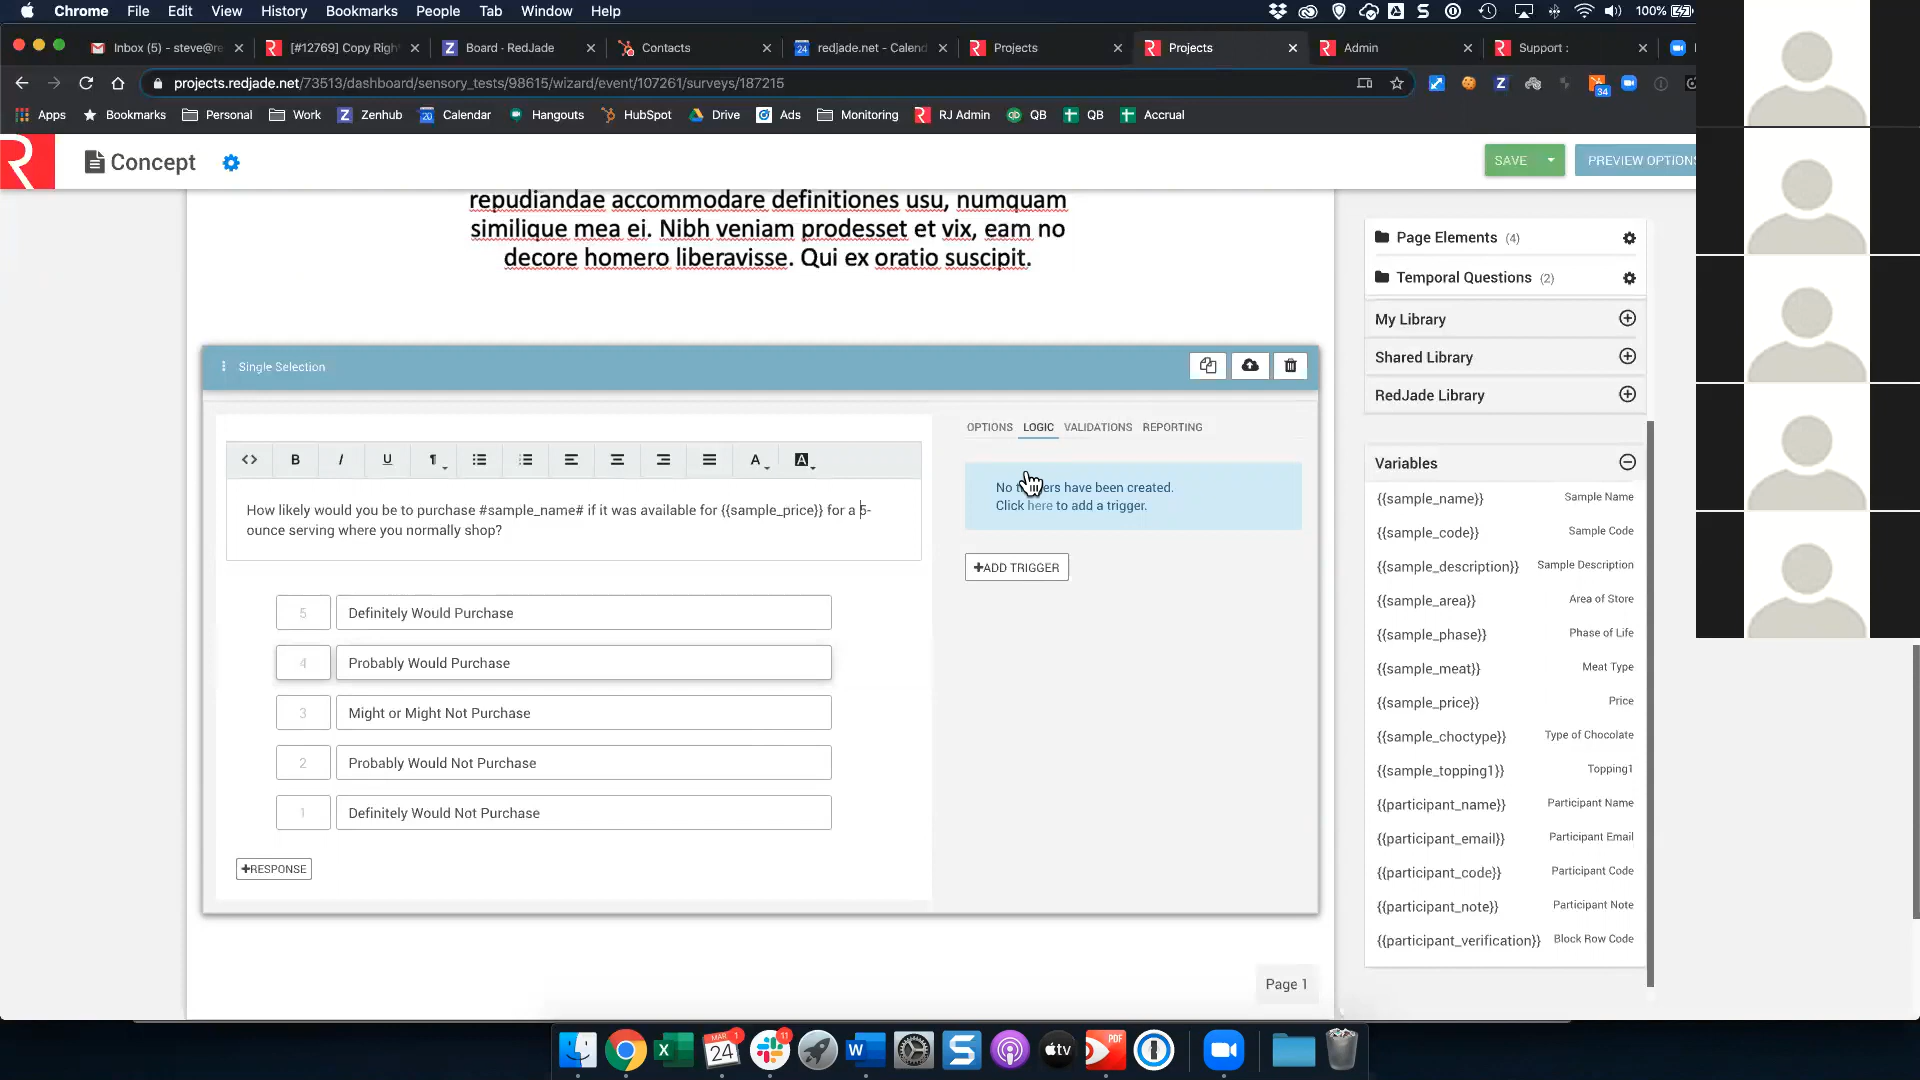 Chrome File Edit View History Bookmarks People Tab Window Help 100%
Inbox (5) - steve@re
[#12769] Copy Righ
Board · RedJade
Contacts
redjade.net - Calend
Projects
Projects
Admin
Support :
projects.redjade.net/73513/dashboard/sensory_tests/98615/wizard/event/107261/surveys/187215
34
Apps Bookmarks Personal Work Zenhub Calendar Hangouts HubSpot Drive Ads Monitoring RJ Admin QB QB Accrual
Concept
SAVE
PREVIEW OPTION
repudiandae accommodare definitiones usu, numquam
similique mea ei. Nibh veniam prodesset et vix, eam no
decore homero liberavisse. Qui ex oratio suscipit.
Single Selection
OPTIONS LOGIC VALIDATIONS REPORTING
How likely would you be to purchase #sample_name# if it was available for {{sample_price}} for a 5-
ounce serving where you normally shop?
5 Definitely Would Purchase
4 Probably Would Purchase
3 Might or Might Not Purchase
2 Probably Would Not Purchase
1 Definitely Would Not Purchase
+RESPONSE
have been created.
Click here to add a trigger.
+ADD TRIGGER
Page 1
Page Elements (4)
Temporal Questions (2)
My Library
Shared Library
RedJade Library
Variables
{{sample_name}} Sample Name
{{sample_code}} Sample Code
{{sample_description}} Sample Description
{{sample_area}} Area of Store
{{sample_phase}} Phase of Life
{{sample_meat}} Meat Type
{{sample_price}} Price
{{sample_choctype}} Type of Chocolate
{{sample_topping1}} Topping1
{{participant_name}} Participant Name
{{participant_email}} Participant Email
{{participant_code}} Participant Code
{{participant_note}} Participant Note
{{participant_verification}} Block Row Code
MAR
24
1
11
tv
PDF